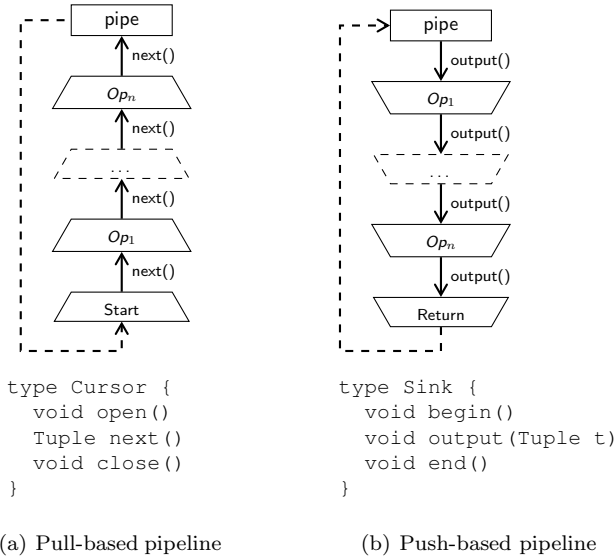 pipe
next()
Opn
next()
...
next()
Op1
next()
Start
type Cursor {
void open()
Tuple next()
void close()
}
(a) Pull-based pipeline
pipe
output()
Op1
output()
...
output()
Opn
output()
Return
type Sink {
void begin()
void output(Tuple t)
void end()
}
(b) Push-based pipeline